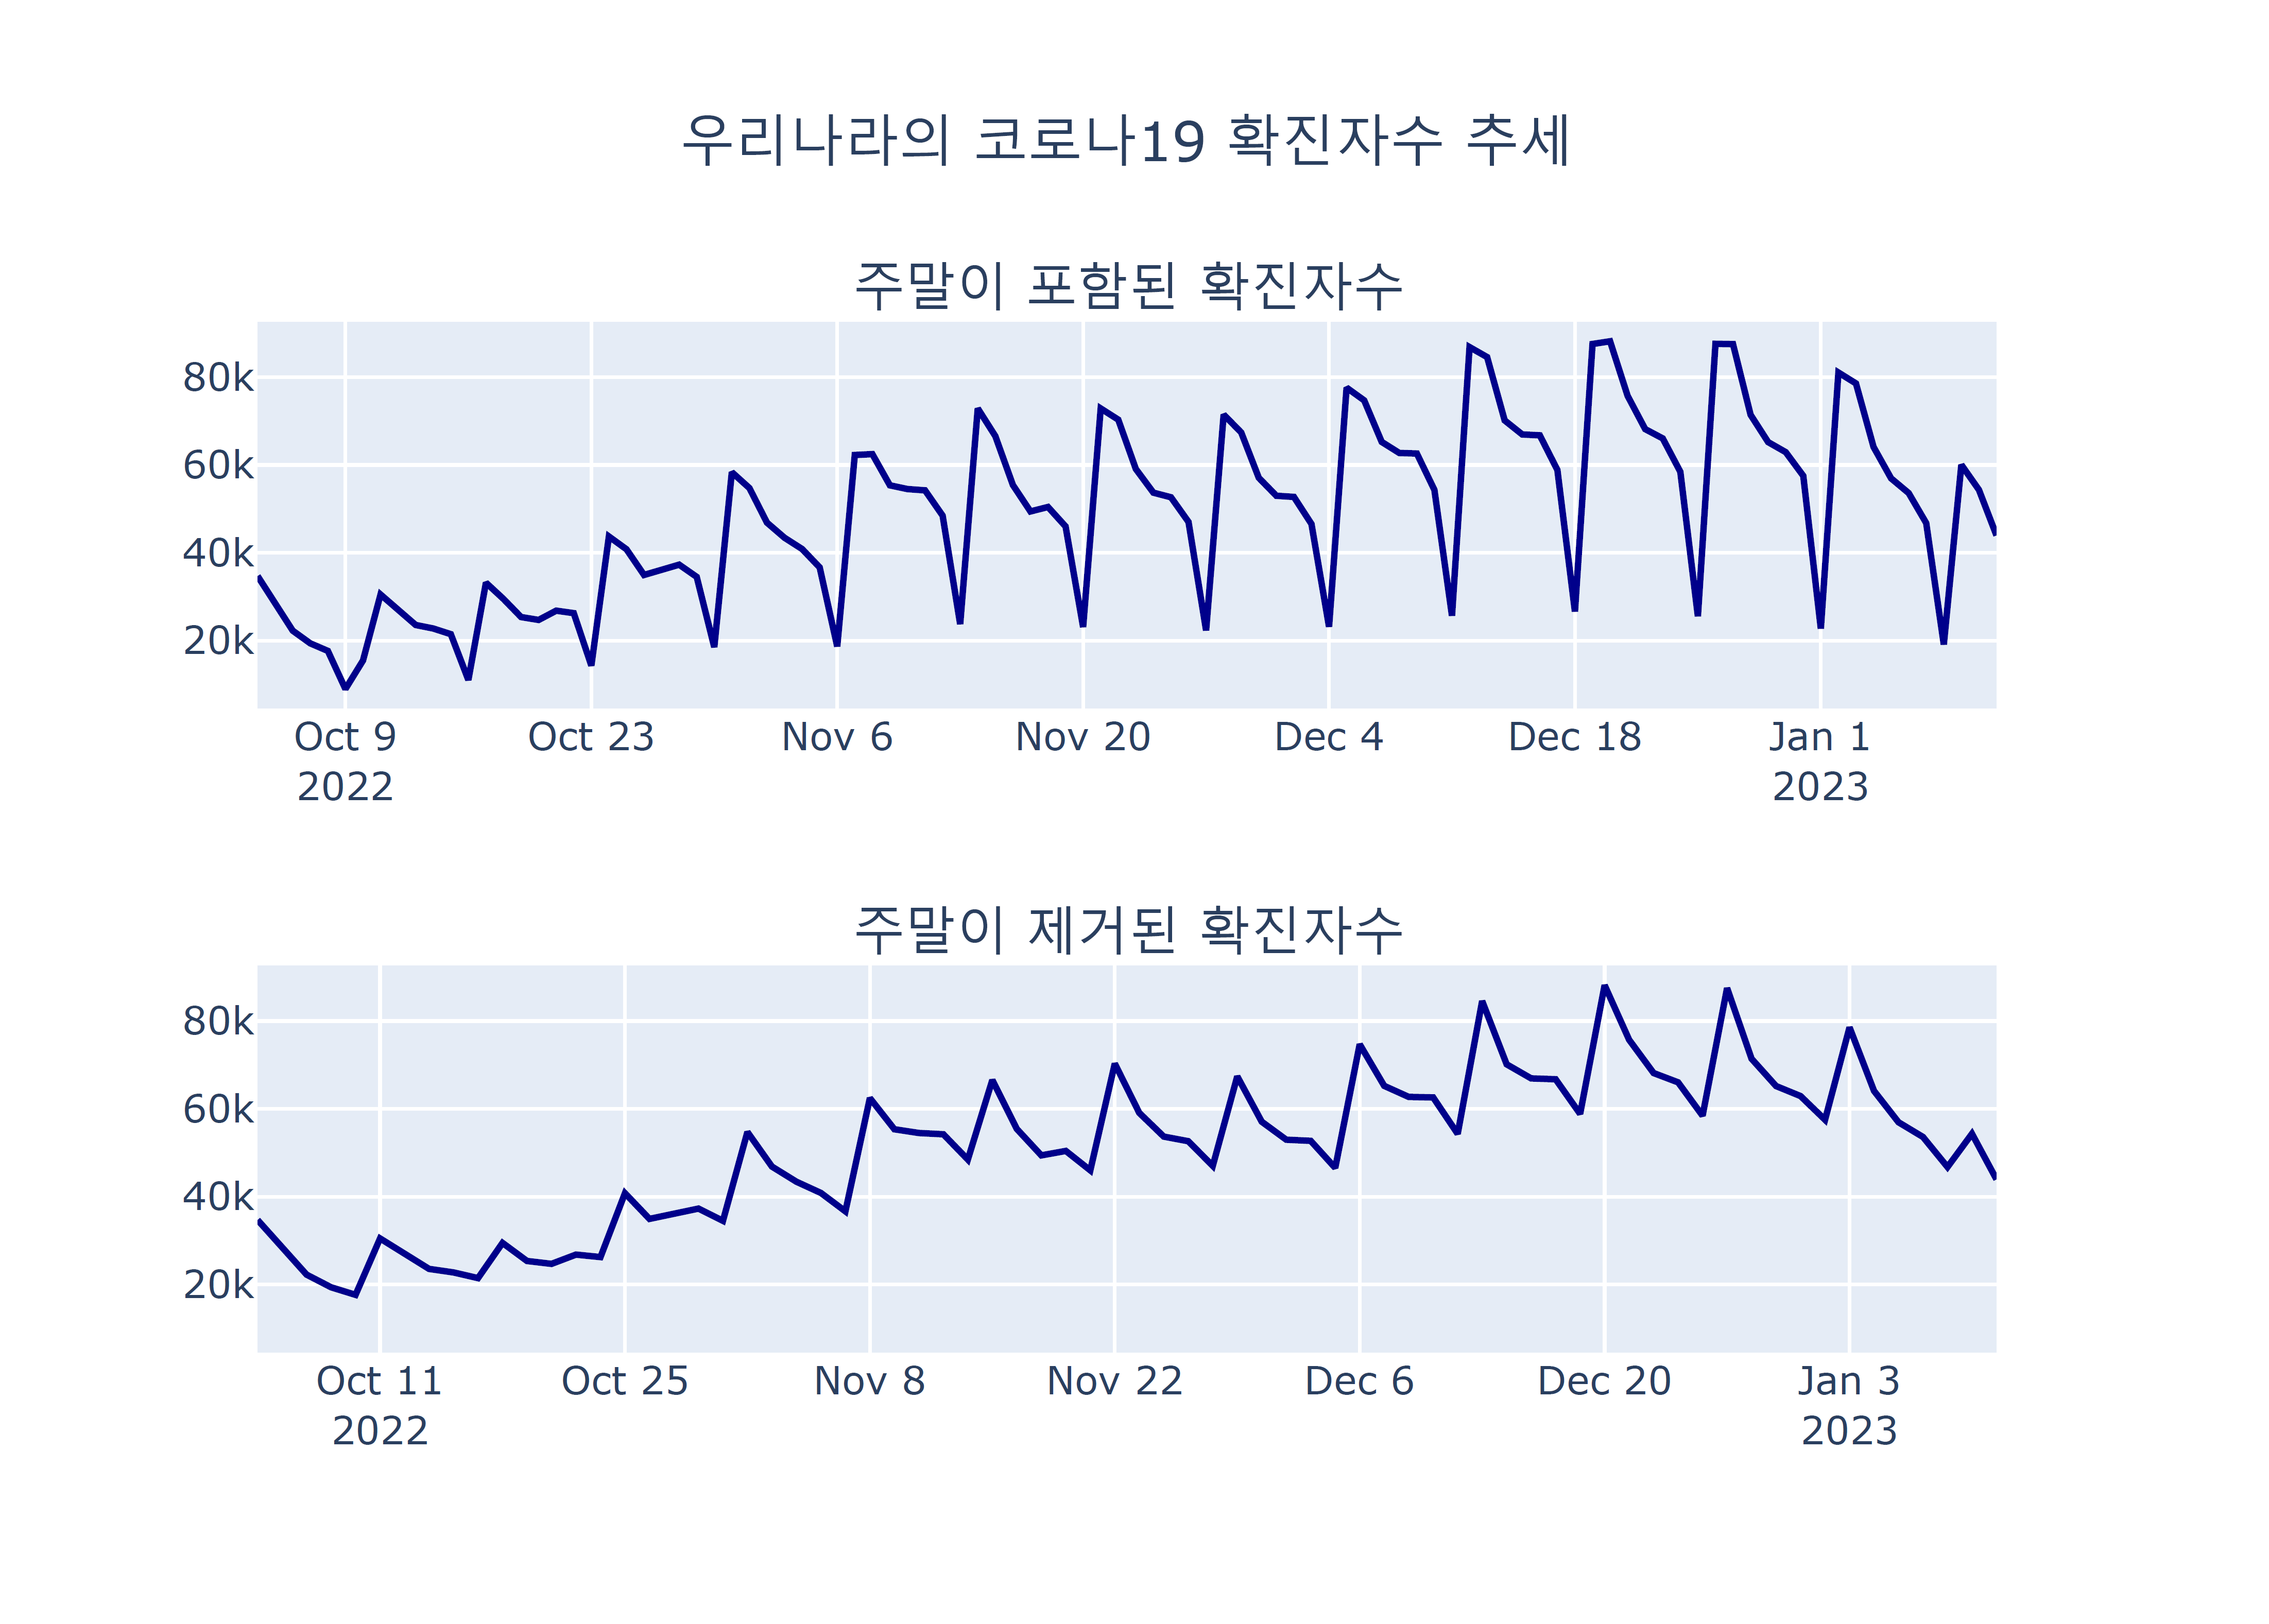 우리나라의 코로나19 확진자수 추세
주말이 포함된 확진자수
80k
60k
40k
20k
Oct 9 Oct 23 Nov 6 Nov 20 Dec 4 Dec 18 Jan 1
2022 2023
주말이 제거된 확진자수
80k
60k
40k
20k
Oct 11 Oct 25 Nov 8 Nov 22 Dec 6 Dec 20 Jan 3
2022 2023